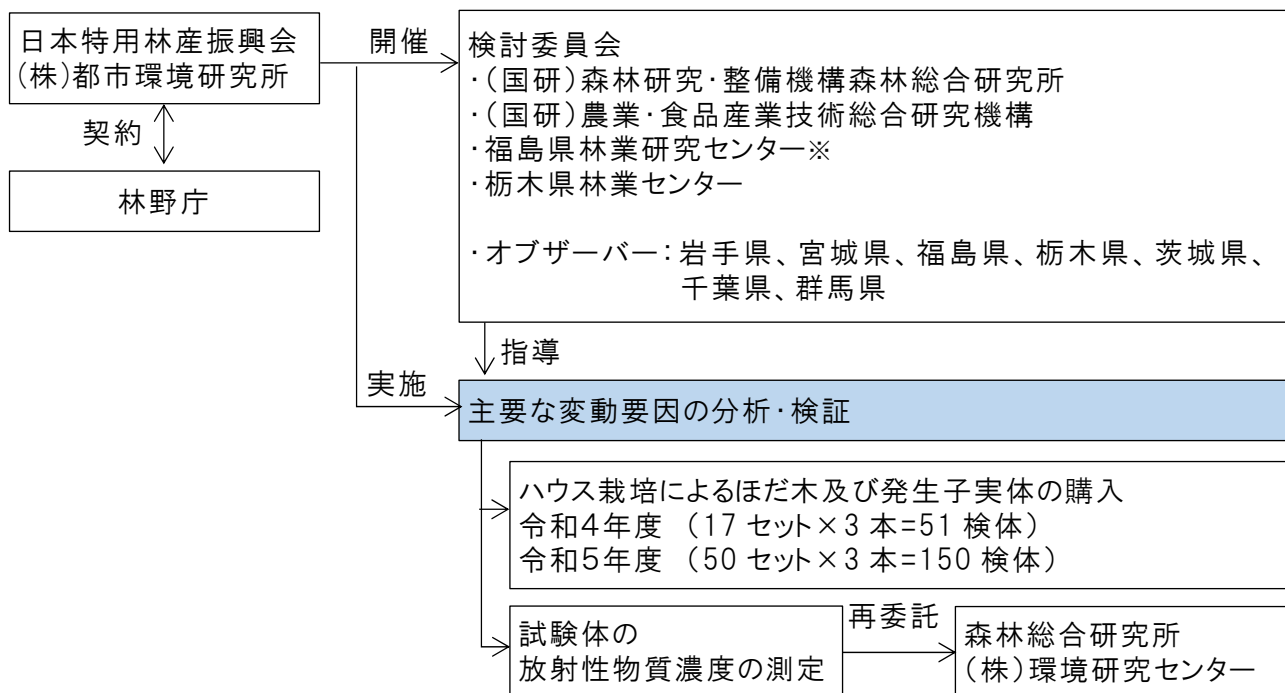 日本特用林産振興会
(株)都市環境研究所
契約
林野庁
開催
検討委員会
・(国研)森林研究・整備機構森林総合研究所
・(国研)農業・食品産業技術総合研究機構
・福島県林業研究センター※
・栃木県林業センター
・オブザーバー：岩手県、宮城県、福島県、栃木県、茨城県、
千葉県、群馬県
指導
実施
主要な変動要因の分析・検証
ハウス栽培によるほだ木及び発生子実体の購入
令和4年度 （17 セット×3 本=51 検体）
令和5年度 （50 セット×3 本=150 検体）
試験体の
放射性物質濃度の測定
再委託
森林総合研究所
(株)環境研究センター